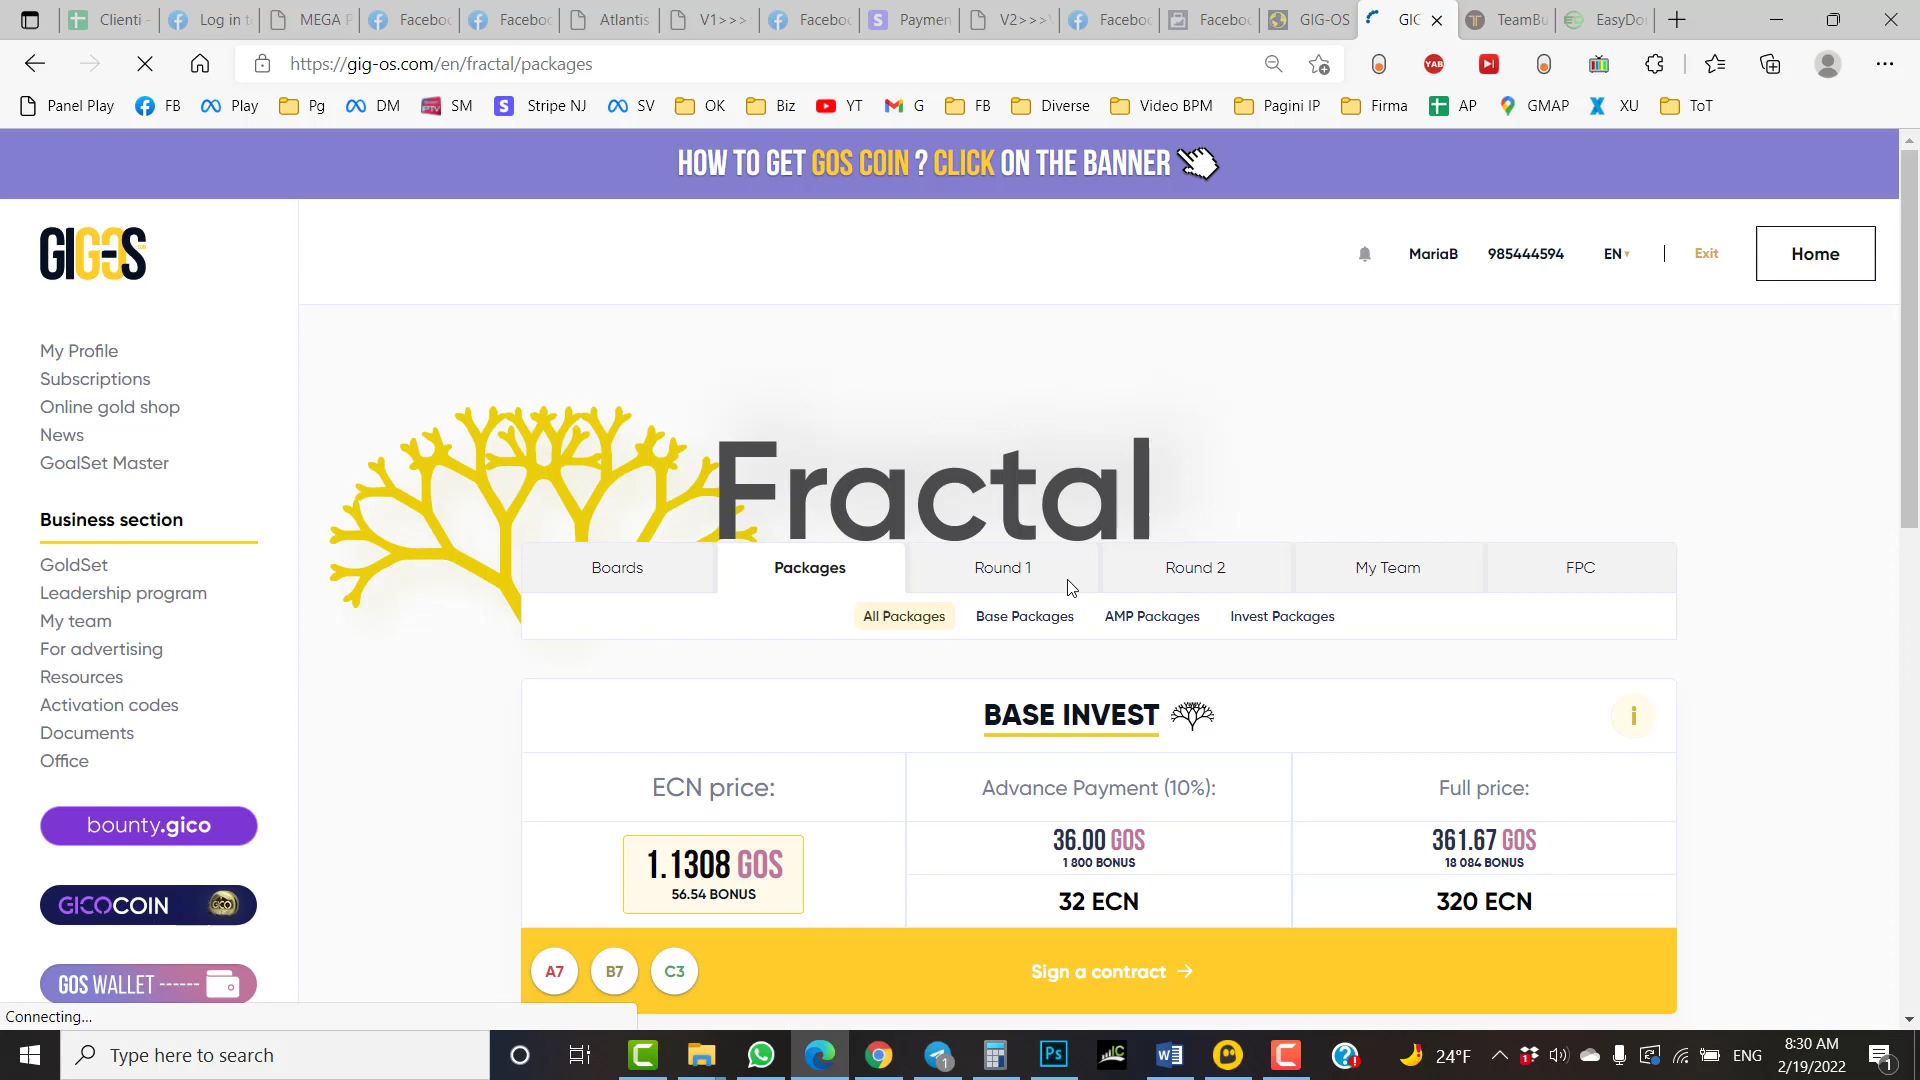 Clienti
Log in t
MEGA P
Faceboo
Faceboo
Atlantis
V1>>>
Faceboo
Paymen
V2>>>
Faceboo
Faceboo
GIG-OS
GIG
TeamBu
EasyDo
https://gig-os.com/en/fractal/packages
YAB
Panel Play
FB
Play
Pg
DM
SM
Stripe NJ
SV
OK
Biz
YT
G
FB
Diverse
Video BPM
Pagini IP
Firma
AP
GMAP
XU
ToT
HOW TO GET GOS COIN ? CLICK ON THE BANNER
GIG-OS
MariaB
985444594
EN
Exit
Home
My Profile
Subscriptions
Online gold shop
News
GoalSet Master
Business section
GoldSet
Leadership program
My team
For advertising
Resources
Activation codes
Documents
Office
bounty.gico
GICOCOIN
GOS WALLET ------
Fractal
Boards
Packages
Round 1
Round 2
My Team
FPC
All Packages
Base Packages
AMP Packages
Invest Packages
BASE INVEST
i
ECN price:
Advance Payment (10%):
Full price:
1.1308 GOS
56.54 BONUS
36.00 GOS
1 800 BONUS
32 ECN
361.67 GOS
18 084 BONUS
320 ECN
A7
B7
C3
Sign a contract →
Connecting...
Type here to search
24°F
ENG
8:30 AM
2/19/2022